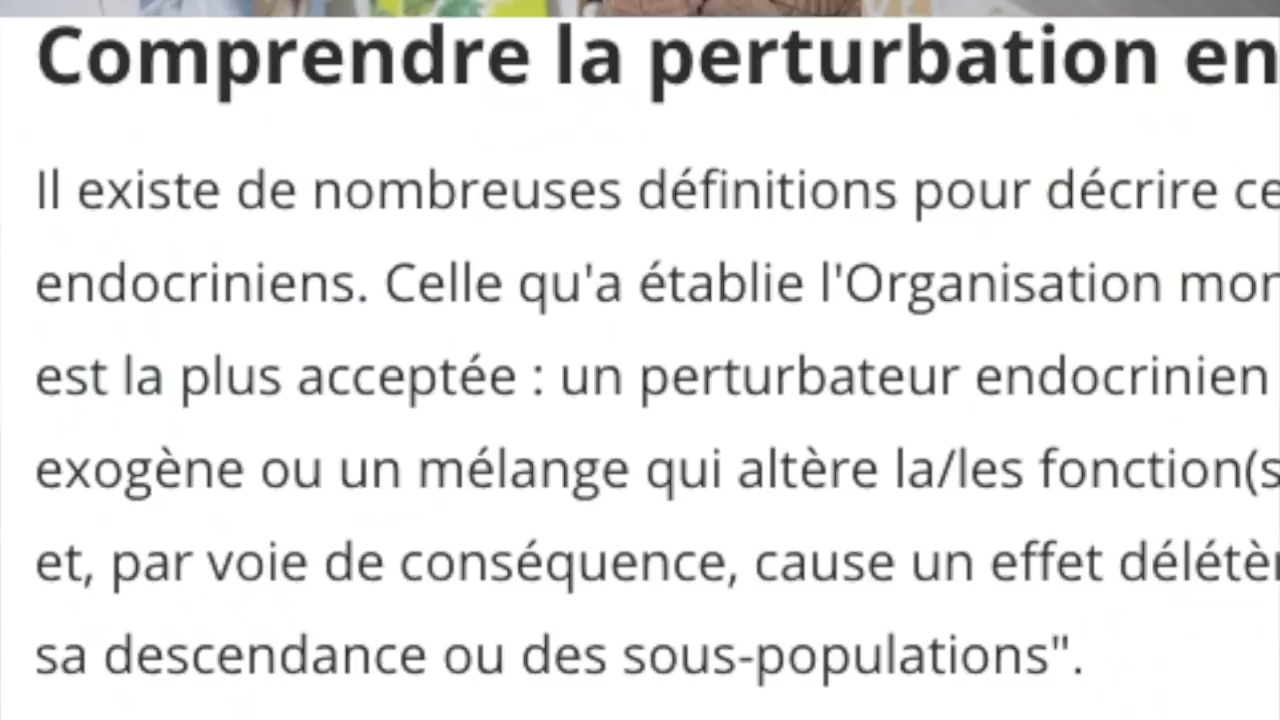 Comprendre la perturbation en
Il existe de nombreuses définitions pour décrire ce
endocriniens. Celle qu'a établie l'Organisation mon
est la plus acceptée : un perturbateur endocrinien
exogène ou un mélange qui altère la/les fonction(s
et, par voie de conséquence, cause un effet délétèr
sa descendance ou des sous-populations".